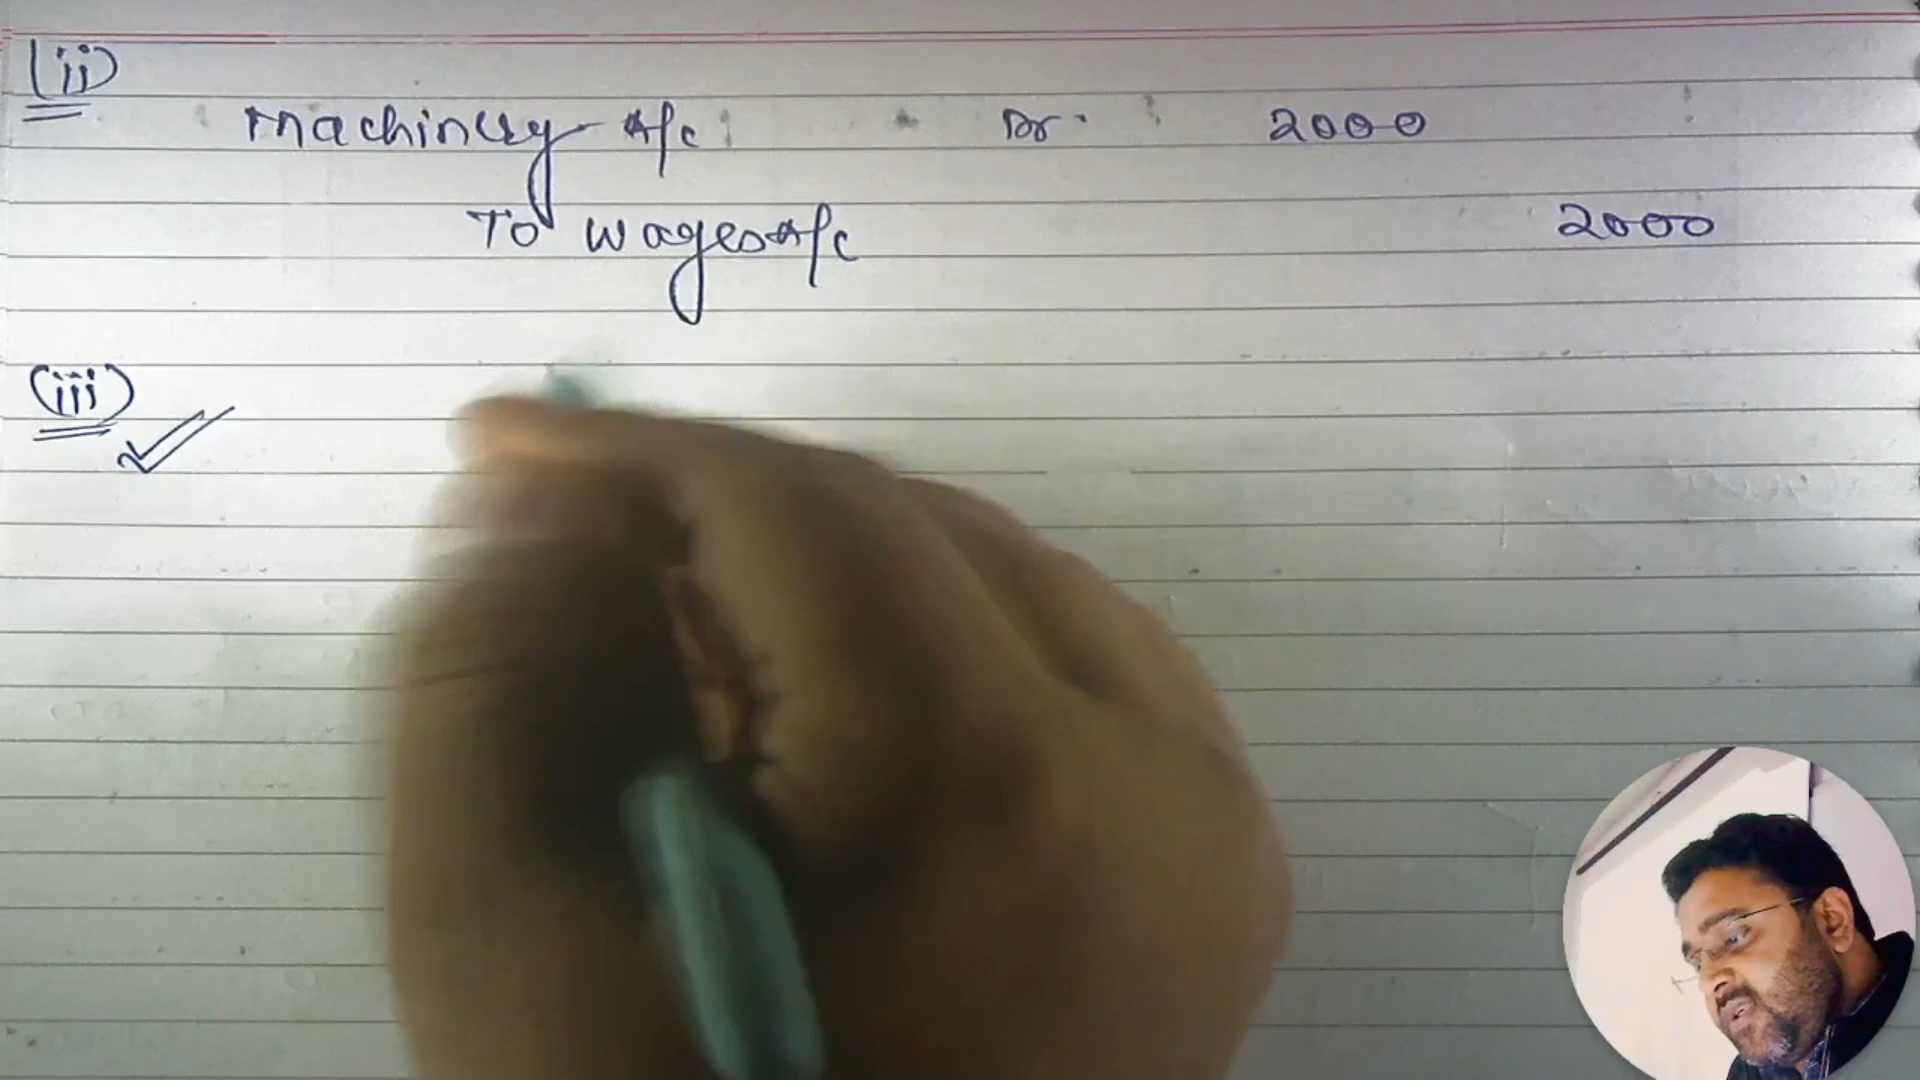 (ii)
Machinery A/c Dr. 2000
To Wages A/c 2000
(iii)